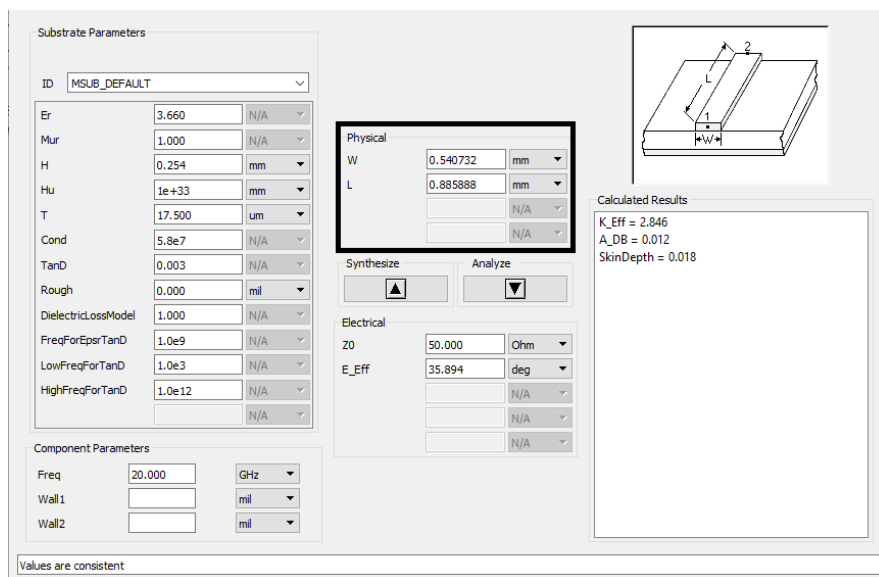 Substrate Parameters
ID MSUB_DEFAULT
Er 3.660 N/A
Mur 1.000 N/A
H 0.254 mm
Hu 1e+33 mm
T 17.500 um
Cond 5.8e7 N/A
TanD 0.003 N/A
Rough 0.000 mil
DielectricLossModel 1.000 N/A
FreqForEpsrTanD 1.0e9 N/A
LowFreqForTanD 1.0e3 N/A
HighFreqForTanD 1.0e12 N/A
N/A
Component Parameters
Freq 20.000 GHz
Wall1 mil
Wall2 mil
Physical
W 0.540732 mm
L 0.885888 mm
N/A
N/A
Synthesize Analyze
Electrical
Z0 50.000 Ohm
E_Eff 35.894 deg
N/A
N/A
N/A
2
L
1
W
Calculated Results
K_Eff = 2.846
A_DB = 0.012
SkinDepth = 0.018
Values are consistent